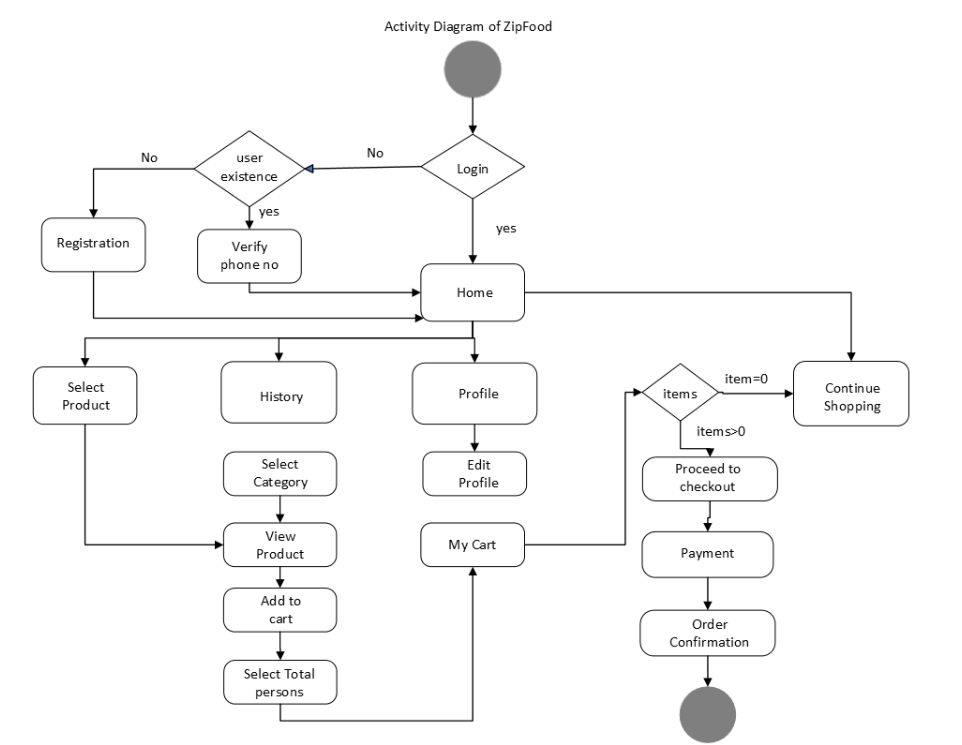 Activity Diagram of ZipFood
Login
No
user
existence
No
yes
yes
Registration
Verify
phone no
Home
Select
Product
History
Profile
items
item=0
Continue
Shopping
items>0
Select
Category
Edit
Profile
Proceed to
checkout
View
Product
My Cart
Payment
Add to
cart
Order
Confirmation
Select Total
persons